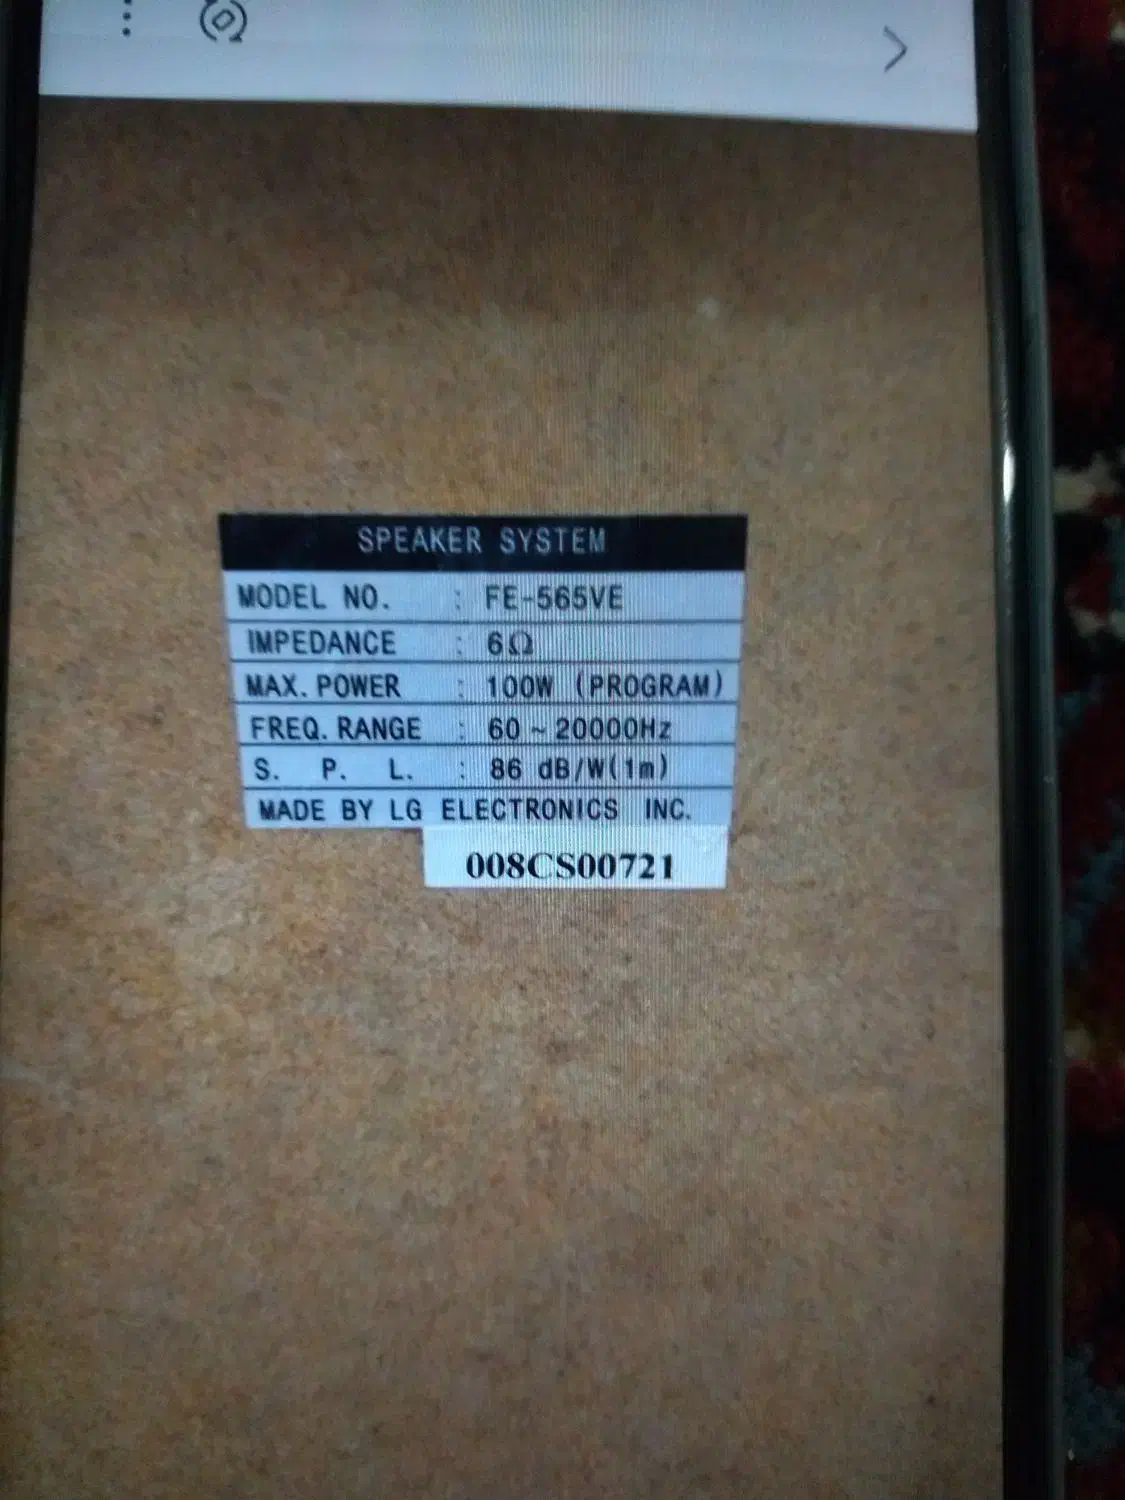 SPEAKER SYSTEM
MODEL NO. : FE-565VE
IMPEDANCE : 6Ω
MAX. POWER : 100W (PROGRAM)
FREQ. RANGE : 60 ~ 20000Hz
S. P. L. : 86 dB/W(1m)
MADE BY LG ELECTRONICS INC.
008CS00721